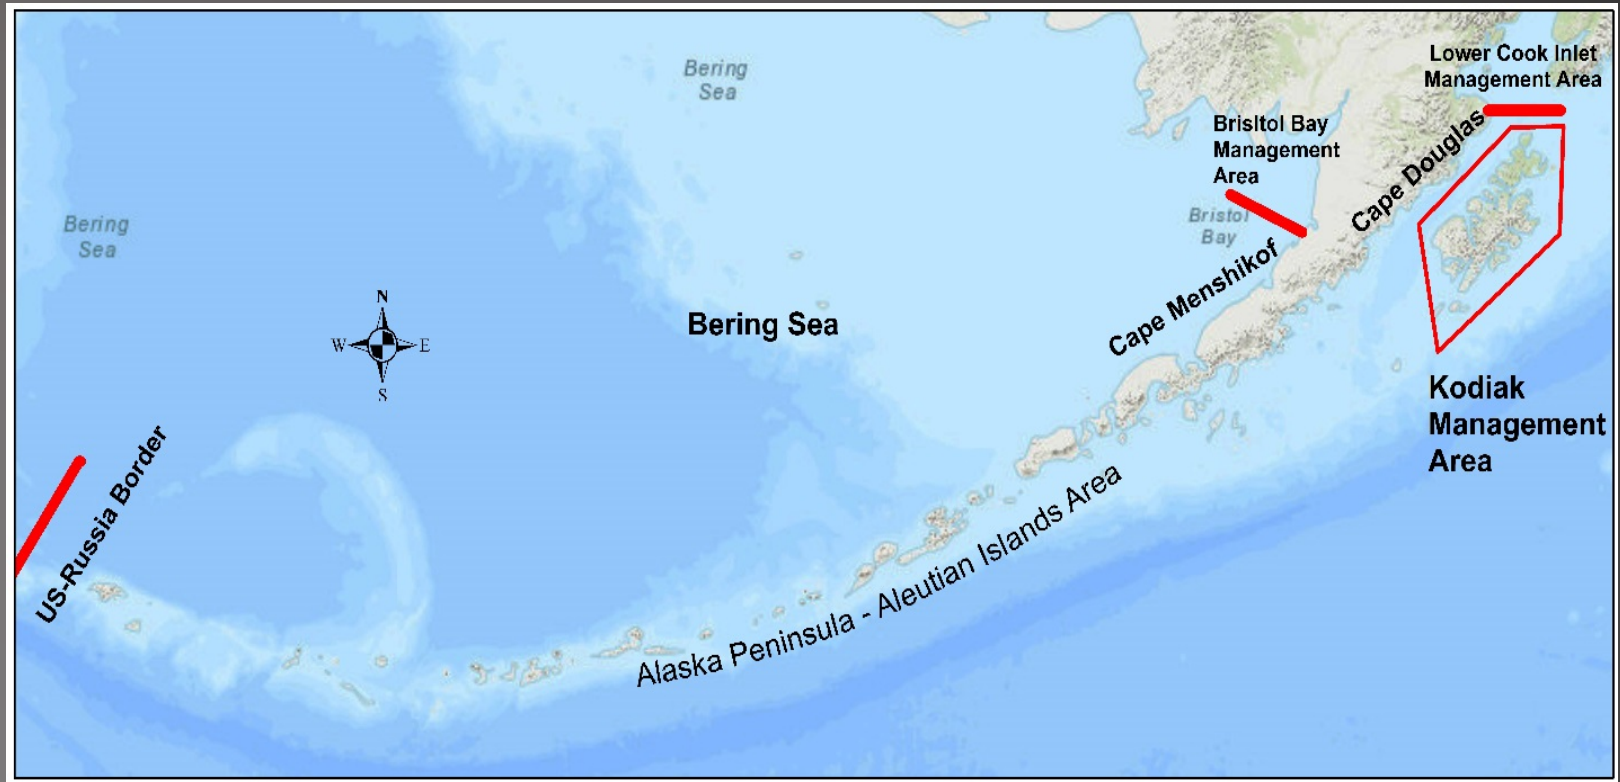 Bering
Sea
Lower Cook Inlet
Management Area
Brisltol Bay
Management
Area
Cape Douglas
Bering
Sea
Bristol
Bay
Cape Menshikof
N
W
E
S
Bering Sea
Kodiak
Management
Area
US-Russia Border
Alaska Peninsula - Aleutian Islands Area